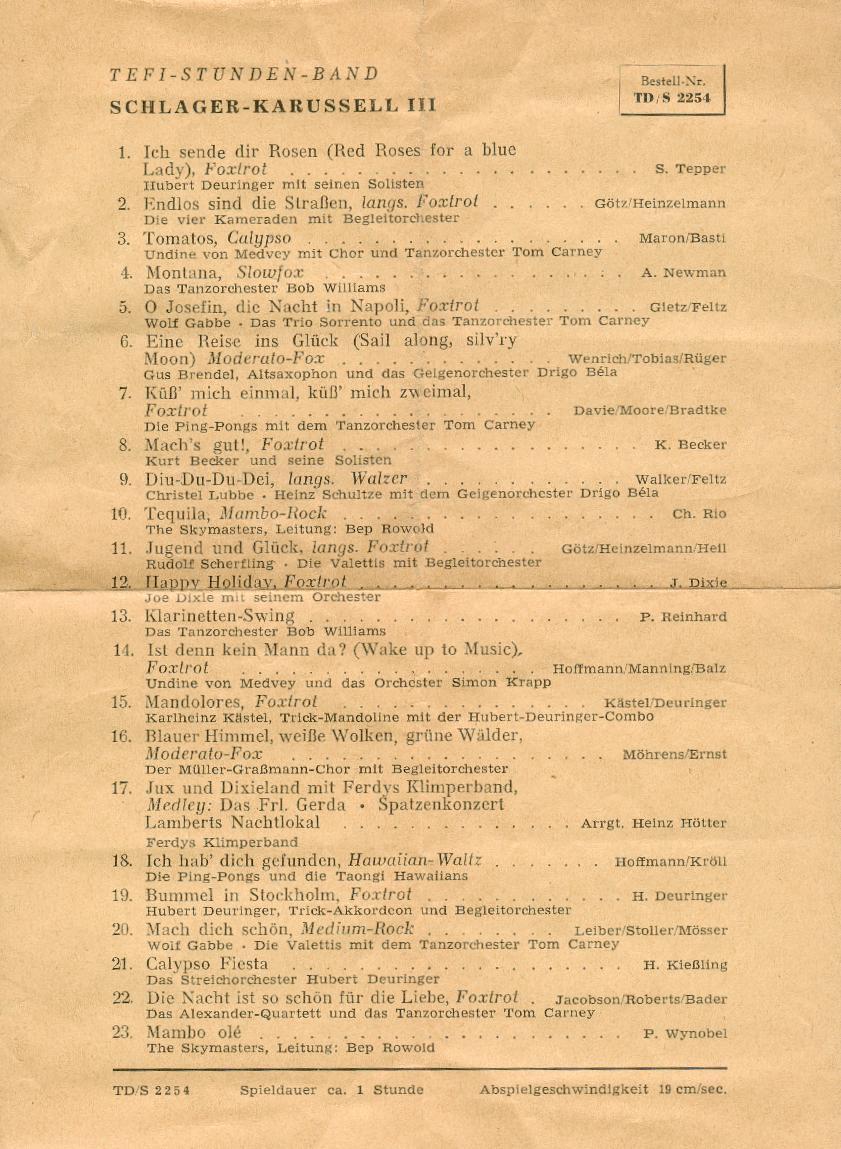 TEFI-STUNDEN-BAND
SCHLAGER-KARUSSELL III
Bestell-Nr.
TD/S 2254
1. Ich sende dir Rosen (Red Roses for a blue
Lady), Foxtrot . . . . . . . . . . . . . . . . . . . . S. Tepper
Hubert Deuringer mit seinen Solisten
2. Endlos sind die Straßen, langs. Foxtrot . . . . . . Götz/Heinzelmann
Die vier Kameraden mit Begleitorchester
3. Tomatos, Calypso . . . . . . . . . . . . . . . . . Maron/Basti
Undine von Medvey mit Chor und Tanzorchester Tom Carney
4. Montana, Slowfox . . . . . . . . . . . . . . . . . A. Newman
Das Tanzorchester Bob Williams
5. O Josefin, die Nacht in Napoli, Foxtrot . . . . . . . . Gietz/Feltz
Wolf Gabbe · Das Trio Sorrento und das Tanzorchester Tom Carney
6. Eine Reise ins Glück (Sail along, silv'ry
Moon) Moderato-Fox . . . . . . . . . . . . Wenrich/Tobias/Rüger
Gus Brendel, Altsaxophon und das Geigenorchester Drigo Béla
7. Küß' mich einmal, küß' mich zweimal,
Foxtrot . . . . . . . . . . . . . . . . . Davie/Moore/Bradtke
Die Ping-Pongs mit dem Tanzorchester Tom Carney
8. Mach's gut!, Foxtrot . . . . . . . . . . . . . . . . . K. Becker
Kurt Becker und seine Solisten
9. Diu-Du-Du-Dei, langs. Walzer . . . . . . . . . . . . Walker/Feltz
Christel Lubbe · Heinz Schultze mit dem Geigenorchester Drigo Béla
10. Tequila, Mambo-Rock . . . . . . . . . . . . . . . . . . Ch. Rio
The Skymasters, Leitung: Bep Rowold
11. Jugend und Glück, langs. Foxtrot . . . . . . Götz/Heinzelmann/Heil
Rudolf Scherfling · Die Valettis mit Begleitorchester
12. Happy Holiday, Foxtrot . . . . . . . . . . . . . . . . . J. Dixie
Joe Dixie mit seinem Orchester
13. Klarinetten-Swing . . . . . . . . . . . . . . . . . . . P. Reinhard
Das Tanzorchester Bob Williams
14. Ist denn kein Mann da? (Wake up to Music),
Foxtrot . . . . . . . . . . . . . . . . . Hoffmann/Manning/Balz
Undine von Medvey und das Orchester Simon Krapp
15. Mandolores, Foxtrot . . . . . . . . . . . . . . Kästel/Deuringer
Karlheinz Kästel, Trick-Mandoline mit der Hubert-Deuringer-Combo
16. Blauer Himmel, weiße Wolken, grüne Wälder,
Moderato-Fox . . . . . . . . . . . . . . . . . . Möhrens/Ernst
Der Müller-Graßmann-Chor mit Begleitorchester
17. Jux und Dixieland mit Ferdys Klimperband,
Medley: Das Frl. Gerda · Spatzenkonzert
Lamberts Nachtlokal . . . . . . . . . . . . . Arrgt. Heinz Hötter
Ferdys Klimperband
18. Ich hab' dich gefunden, Hawaiian-Waltz . . . . . . . Hoffmann/Kröll
Die Ping-Pongs und die Taongi Hawaiians
19. Bummel in Stockholm, Foxtrot . . . . . . . . . . . . H. Deuringer
Hubert Deuringer, Trick-Akkordeon und Begleitorchester
20. Mach dich schön, Medium-Rock . . . . . . . . Leiber/Stoller/Mösser
Wolf Gabbe · Die Valettis mit dem Tanzorchester Tom Carney
21. Calypso Fiesta . . . . . . . . . . . . . . . . . . . . H. Kießling
Das Streichorchester Hubert Deuringer
22. Die Nacht ist so schön für die Liebe, Foxtrot . Jacobson/Roberts/Bader
Das Alexander-Quartett und das Tanzorchester Tom Carney
23. Mambo olé . . . . . . . . . . . . . . . . . . . . . P. Wynobel
The Skymasters, Leitung: Bep Rowold
TD/S 2254 Spieldauer ca. 1 Stunde Abspielgeschwindigkeit 19 cm/sec.